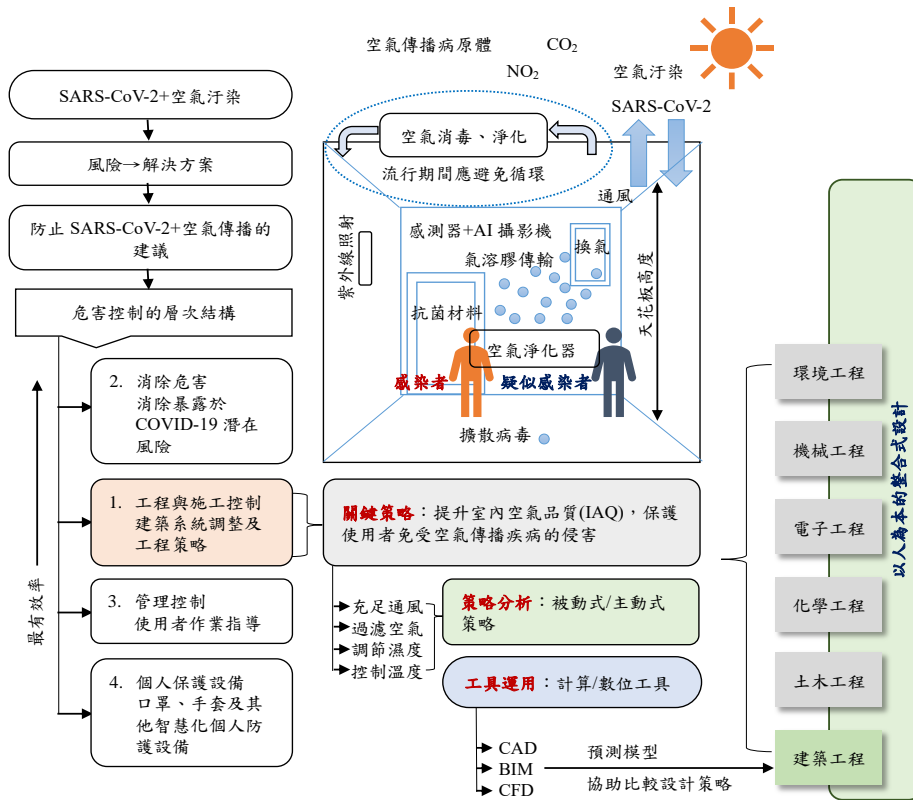 SARS-CoV-2+空氣汙染
風險→解決方案
防止 SARS-CoV-2+空氣傳播的
建議
危害控制的層次結構
最有效率
2. 消除危害
消除暴露於
COVID-19 潛在
風險
1. 工程與施工控制
建築系統調整及
工程策略
3. 管理控制
使用者作業指導
4. 個人保護設備
口罩、手套及其
他智慧化個人防
護設備
空氣傳播病原體
CO₂
NO₂
空氣汙染
SARS-CoV-2
空氣消毒、淨化
流行期間應避免循環
通風
紫外線照射
感測器+AI 攝影機
換氣
氣溶膠傳輸
天花板高度
抗菌材料
空氣淨化器
感染者
疑似感染者
擴散病毒
關鍵策略：提升室內空氣品質(IAQ)，保護
使用者免受空氣傳播疾病的侵害
充足通風
過濾空氣
調節濕度
控制溫度
策略分析：被動式/主動式
策略
工具運用：計算/數位工具
CAD
BIM
CFD
預測模型
協助比較設計策略
環境工程
機械工程
電子工程
化學工程
土木工程
建築工程
以人為本的整合式設計